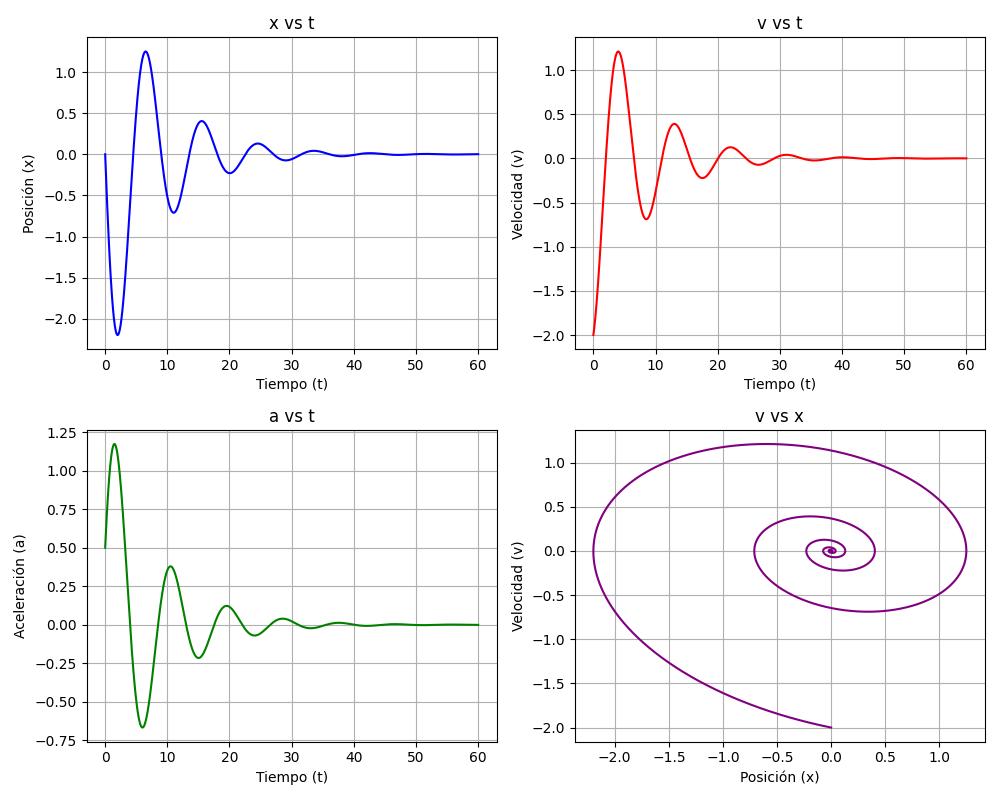 x vs t
1.0
0.5
0.0
−0.5
−1.0
−1.5
−2.0
Posición (x)
0 10 20 30 40 50 60
Tiempo (t)
v vs t
1.0
0.5
0.0
−0.5
−1.0
−1.5
−2.0
Velocidad (v)
0 10 20 30 40 50 60
Tiempo (t)
a vs t
1.25
1.00
0.75
0.50
0.25
0.00
−0.25
−0.50
−0.75
Aceleración (a)
0 10 20 30 40 50 60
Tiempo (t)
v vs x
1.0
0.5
0.0
−0.5
−1.0
−1.5
−2.0
Velocidad (v)
−2.0 −1.5 −1.0 −0.5 0.0 0.5 1.0
Posición (x)